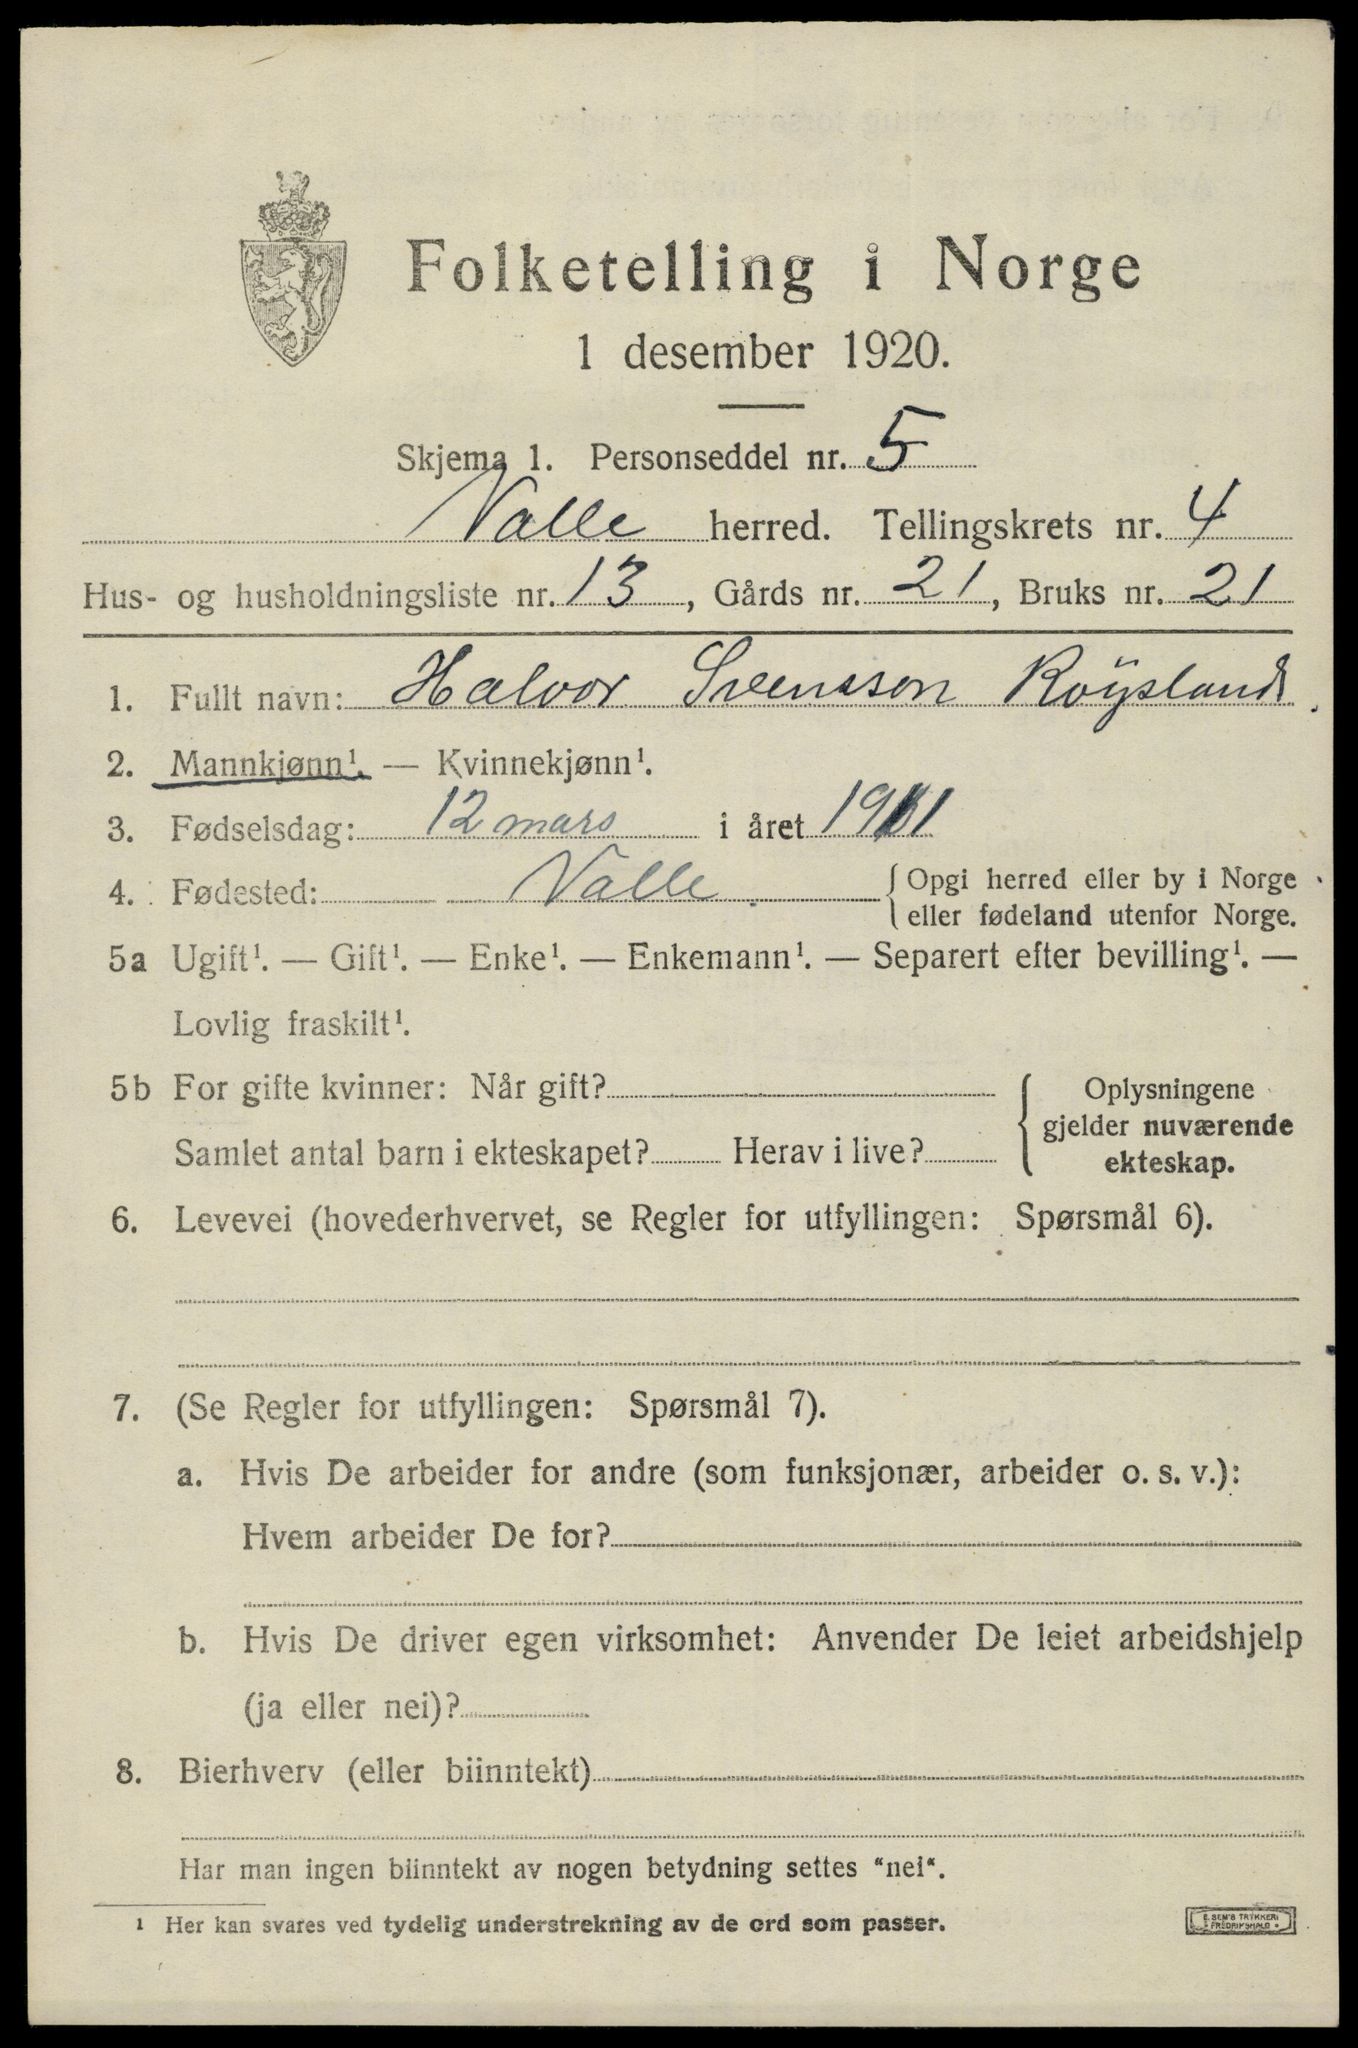 Folketelling i Norge
1 desember 1920.
Skjema 1. Personseddel nr. 5
Valle herred. Tellingskrets nr. 4
Hus- og husholdningsliste nr. 13, Gårds nr. 21, Bruks nr. 21
1. Fullt navn: Halvor Svensson Röysland.
2. Mannkjønn¹. — Kvinnekjønn¹.
3. Fødselsdag: 12 mars i året 1911
4. Fødested: Valle. {Opgi herred eller by i Norge
eller fødeland utenfor Norge.
5a Ugift¹. — Gift¹. — Enke¹. — Enkemann¹. — Separert efter bevilling¹. —
Lovlig fraskilt¹.
5b For gifte kvinner: Når gift? {Oplysningene
gjelder nuværende
Samlet antal barn i ekteskapet? Herav i live? ekteskap.
6. Levevei (hovederhvervet, se Regler for utfyllingen: Spørsmål 6).
7. (Se Regler for utfyllingen: Spørsmål 7).
a. Hvis De arbeider for andre (som funksjonær, arbeider o. s. v.):
Hvem arbeider De for?
b. Hvis De driver egen virksomhet: Anvender De leiet arbeidshjelp
(ja eller nei)?
8. Bierhverv (eller biinntekt)
Har man ingen biinntekt av nogen betydning settes "nei".
¹ Her kan svares ved tydelig understrekning av de ord som passer.
E. SEM'S TRYKKERI
FREDRIKSHALD